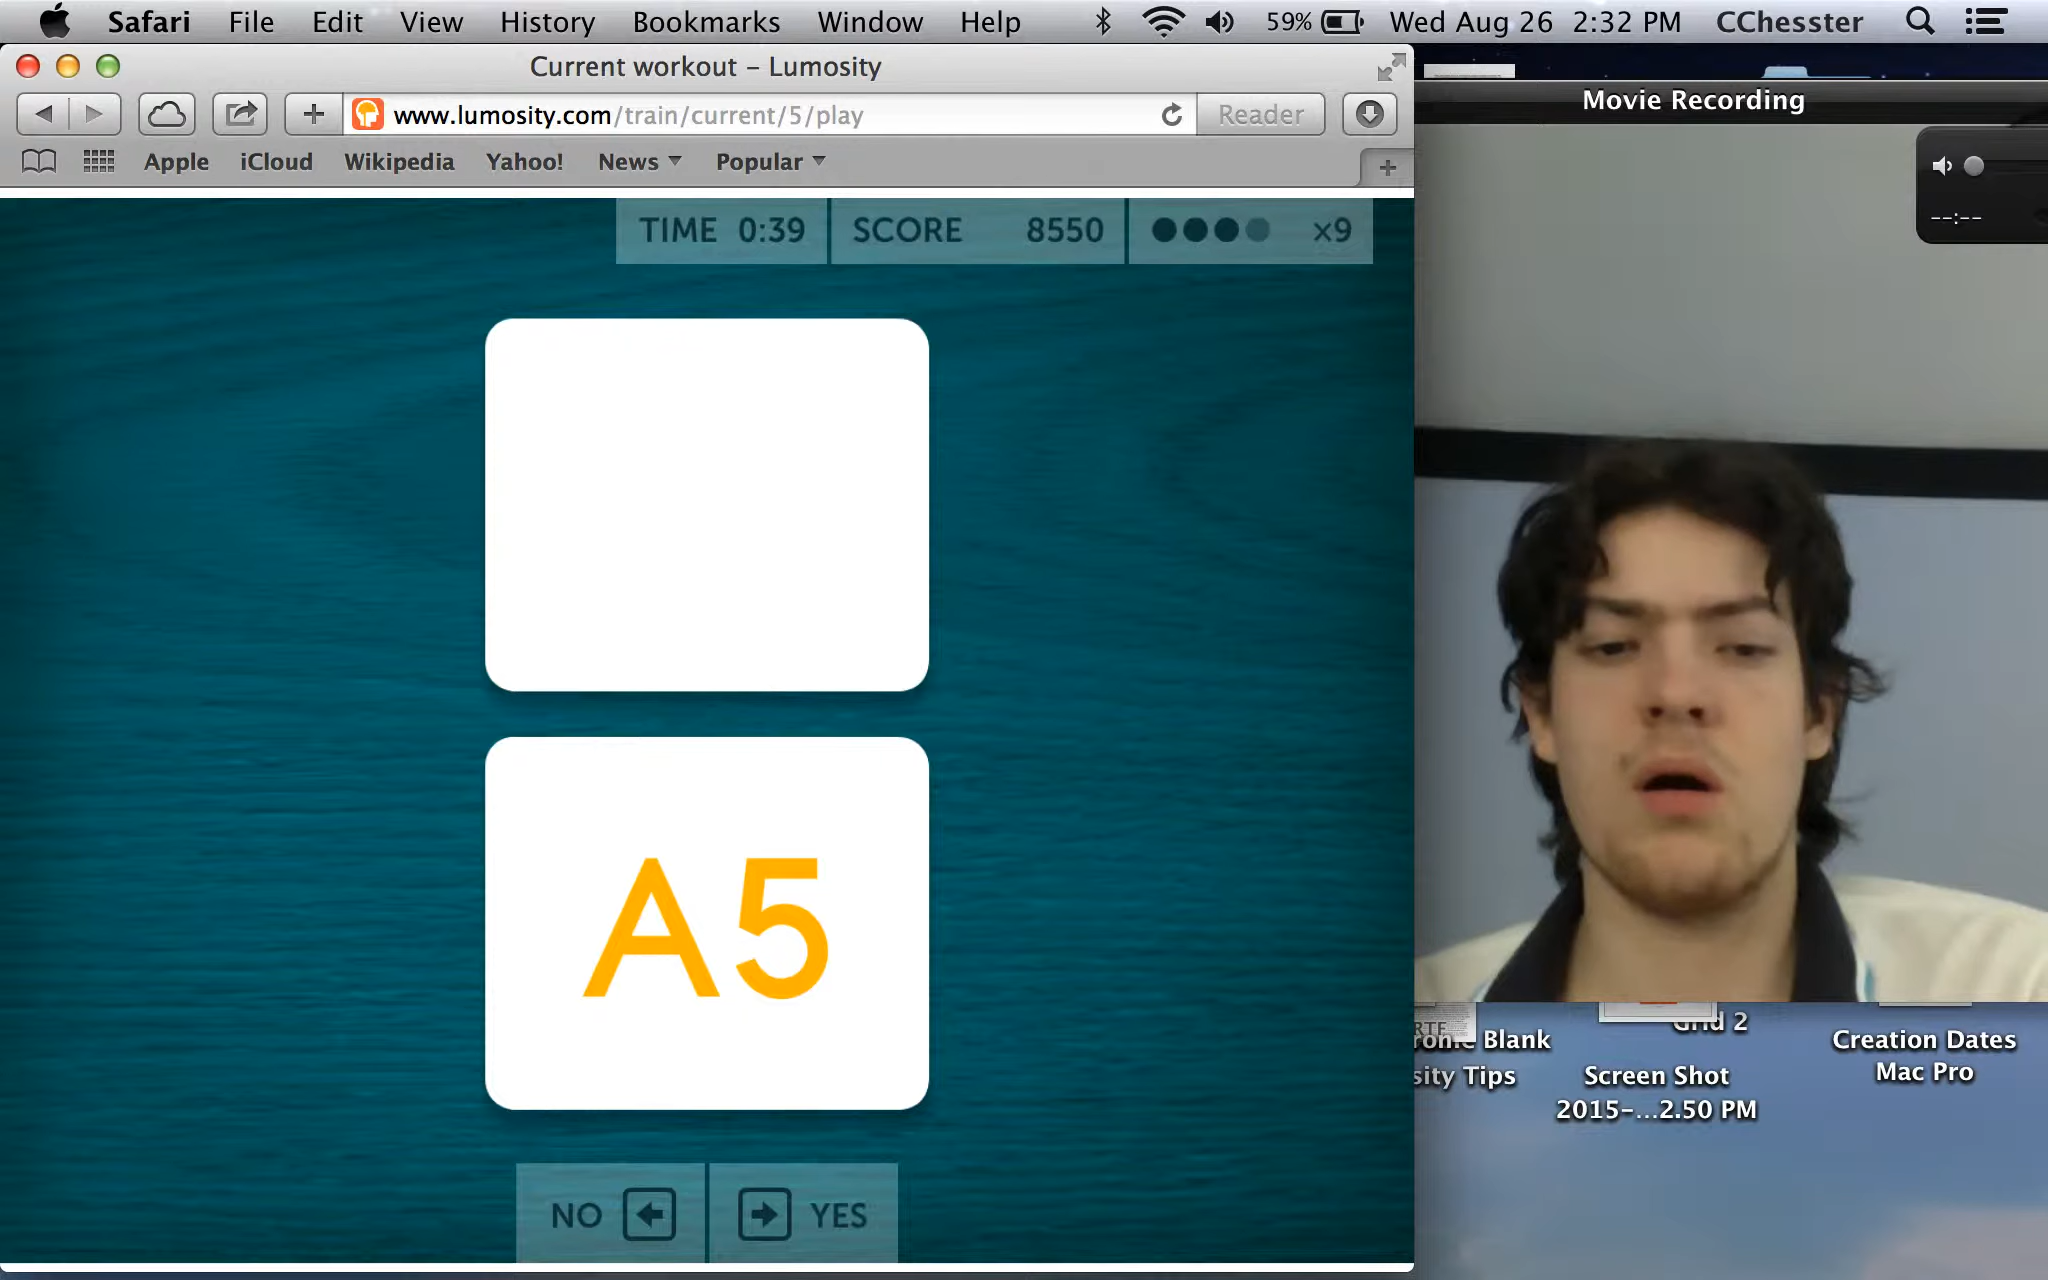 Safari File Edit View History Bookmarks Window Help 59% Wed Aug 26 2:32 PM CChesster
Current workout – Lumosity
www.lumosity.com/train/current/5/play Reader
Apple iCloud Wikipedia Yahoo! News Popular
Movie Recording
--:--
TIME 0:39 SCORE 8550 x9
A5
NO YES
Grid 2
Blank
sity Tips
Screen Shot
2015-...2.50 PM
Creation Dates
Mac Pro